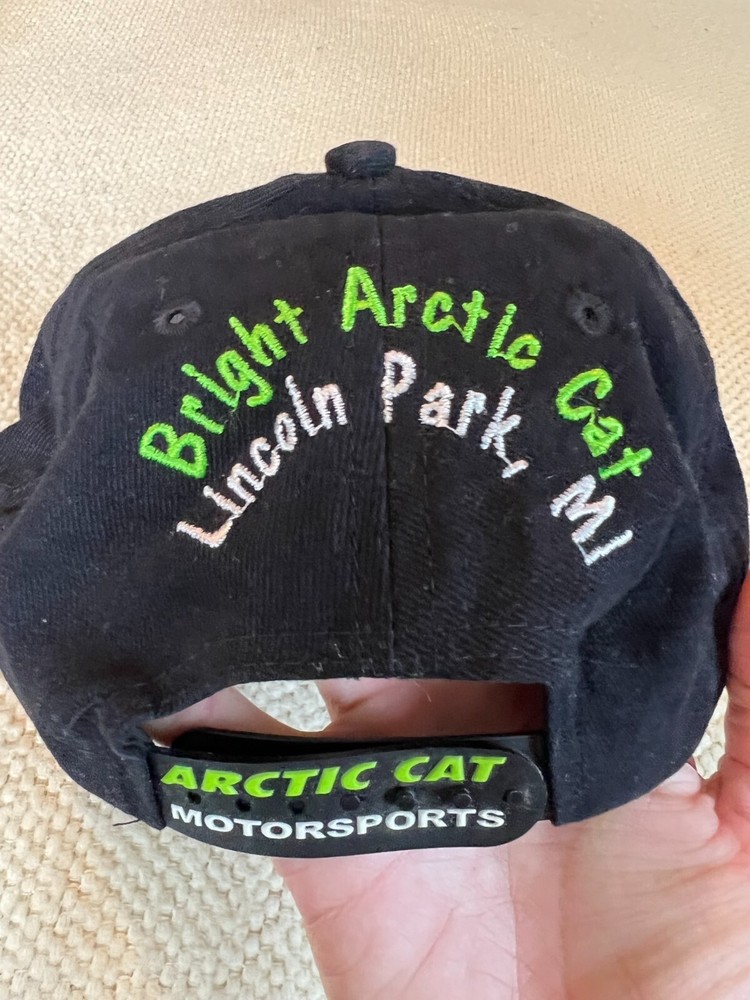 Bright Arctic Cat
Lincoln Park, MI
ARCTIC CAT
MOTORSPORTS